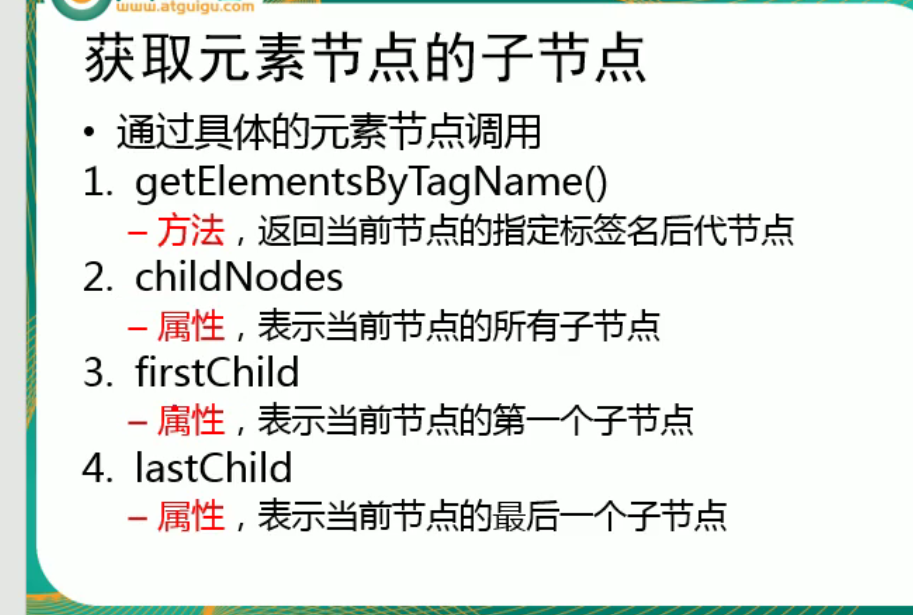 www.atguigu.com
获取元素节点的子节点
• 通过具体的元素节点调用
1. getElementsByTagName()
– 方法，返回当前节点的指定标签名后代节点
2. childNodes
– 属性，表示当前节点的所有子节点
3. firstChild
– 属性，表示当前节点的第一个子节点
4. lastChild
– 属性，表示当前节点的最后一个子节点